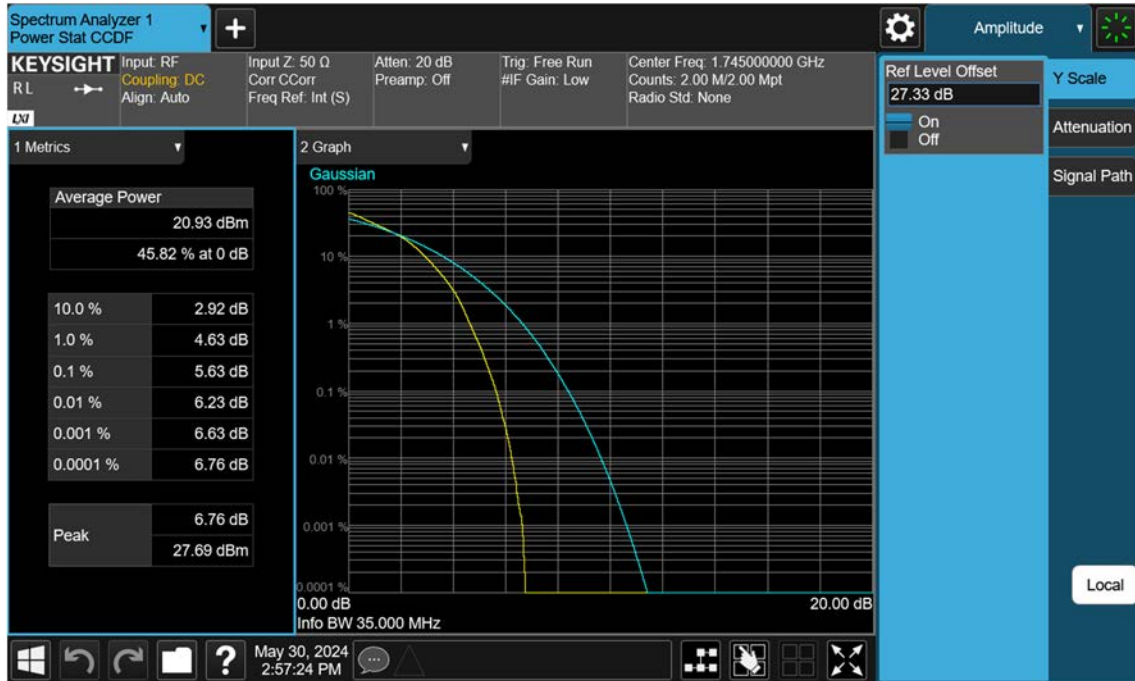 Spectrum Analyzer 1
Power Stat CCDF
+
Amplitude
KEYSIGHT
RL
LXI
Input: RF
Coupling: DC
Align: Auto
Input Z: 50 Ω
Corr CCorr
Freq Ref: Int (S)
Atten: 20 dB
Preamp: Off
Trig: Free Run
#IF Gain: Low
Center Freq: 1.745000000 GHz
Counts: 2.00 M/2.00 Mpt
Radio Std: None
Ref Level Offset
27.33 dB
On
Off
Y Scale
Attenuation
Signal Path
1 Metrics
Average Power
20.93 dBm
45.82 % at 0 dB
10.0 % 2.92 dB
1.0 % 4.63 dB
0.1 % 5.63 dB
0.01 % 6.23 dB
0.001 % 6.63 dB
0.0001 % 6.76 dB
Peak
6.76 dB
27.69 dBm
2 Graph
Gaussian
100 %
10 %
1 %
0.1 %
0.01 %
0.001 %
0.0001 %
0.00 dB 20.00 dB
Info BW 35.000 MHz
Local
?
May 30, 2024
2:57:24 PM